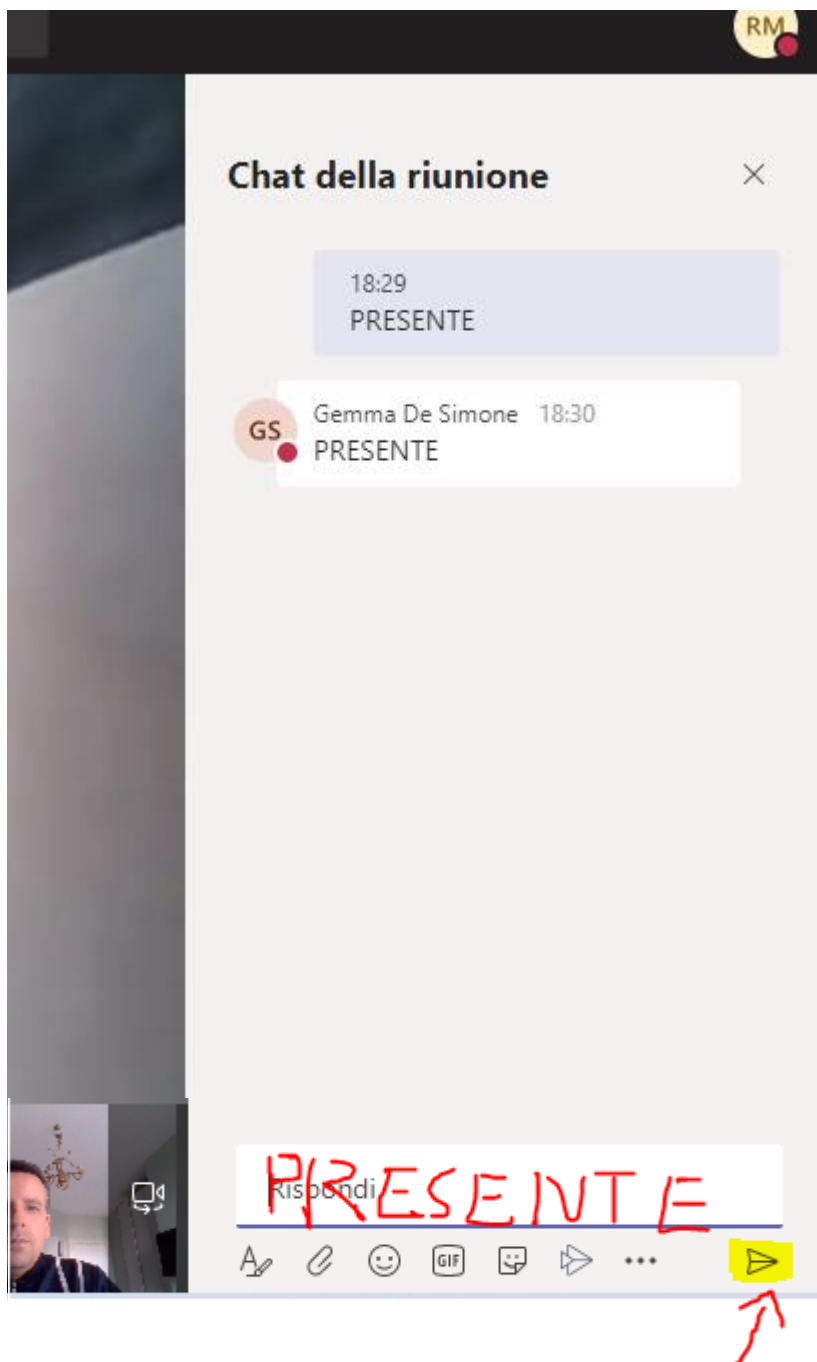 RM
Chat della riunione
18:29
PRESENTE
GS
Gemma De Simone 18:30
PRESENTE
Rispondi
PRESENTE
GIF